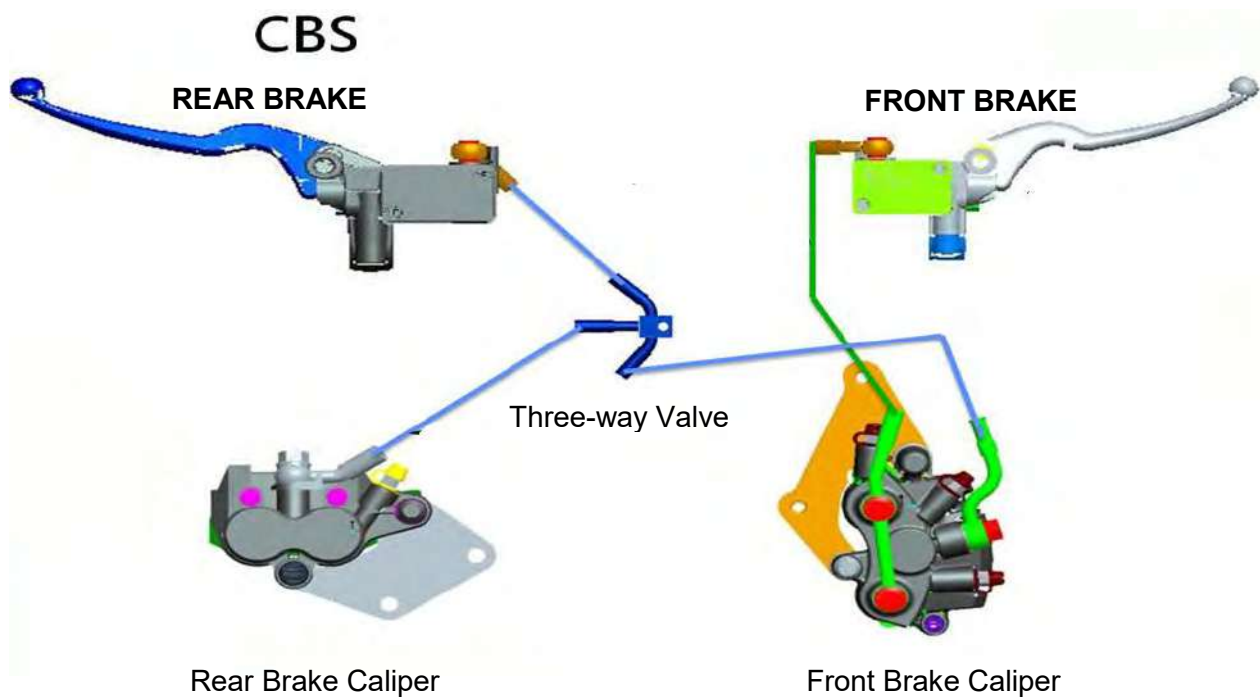 CBS
REAR BRAKE
FRONT BRAKE
Three-way Valve
Rear Brake Caliper
Front Brake Caliper